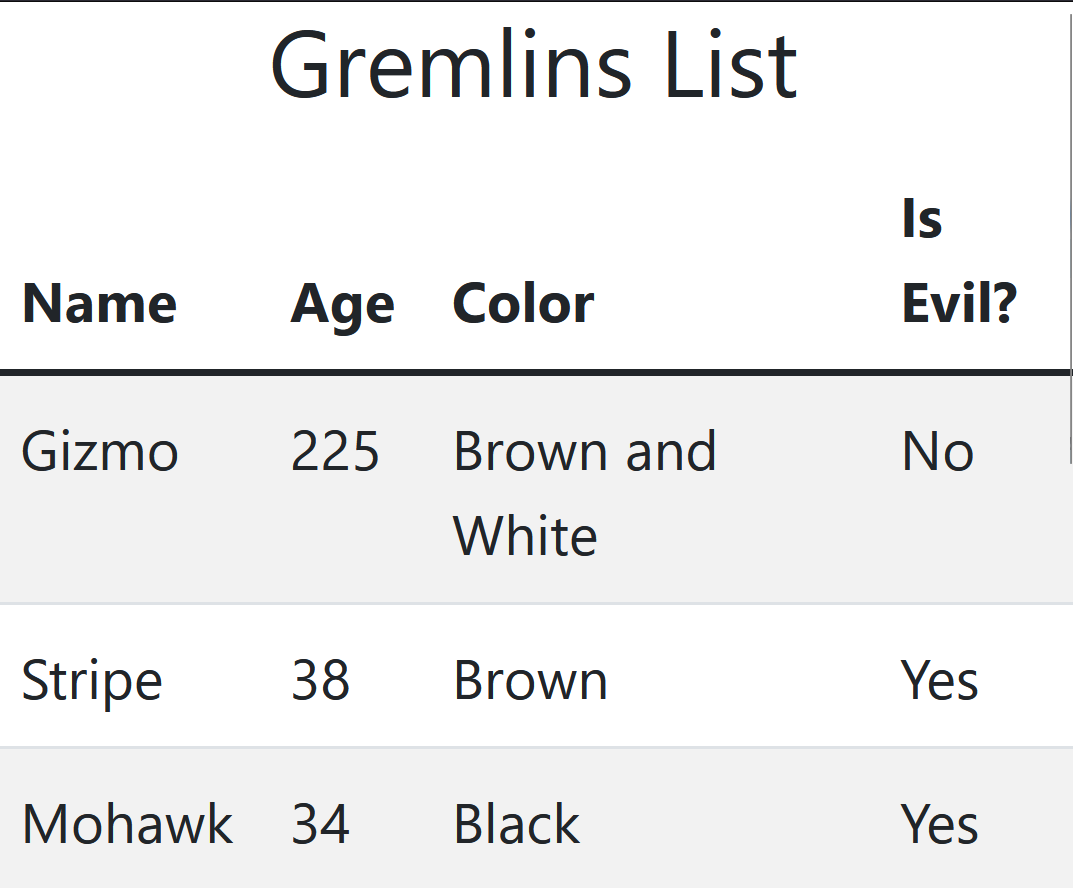 Gremlins List
Is
Name Age Color Evil?
Gizmo 225 Brown and No
White
Stripe 38 Brown Yes
Mohawk 34 Black Yes